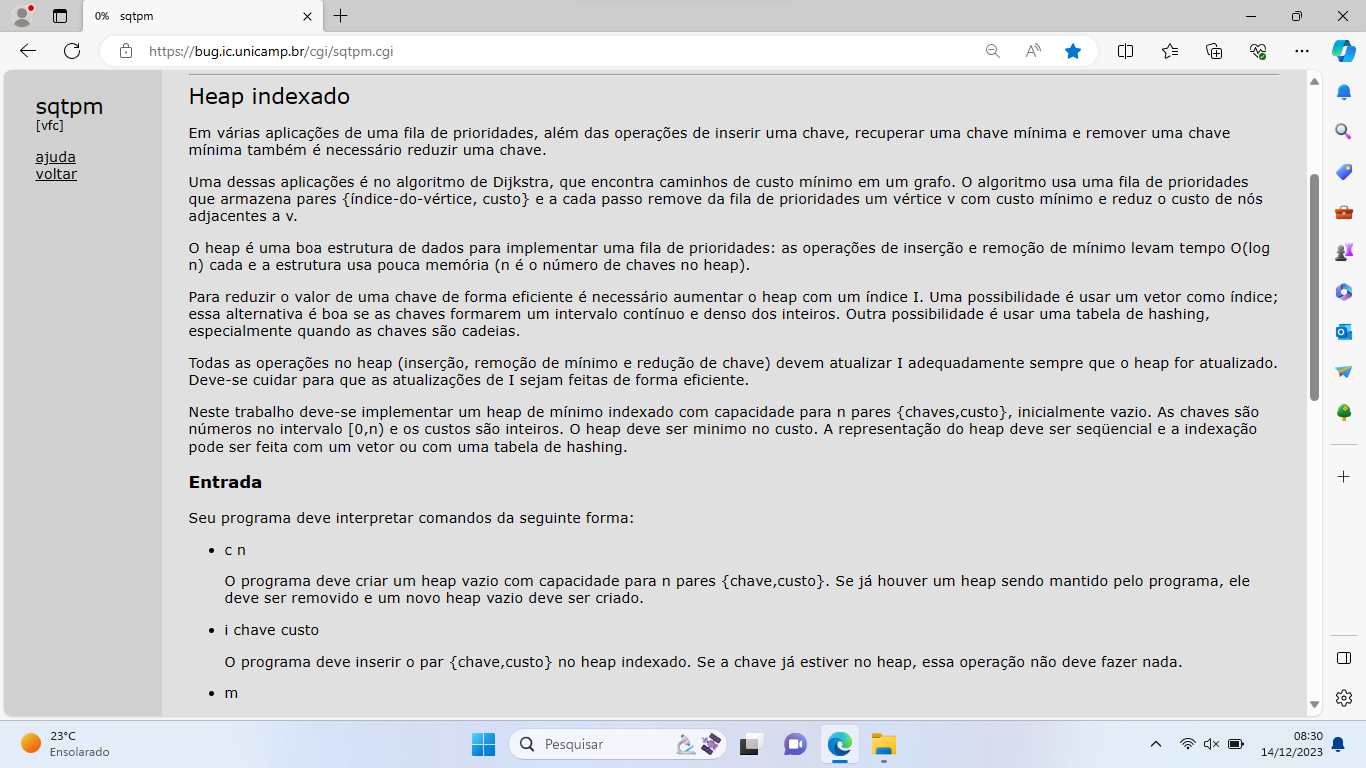 0% sqtpm
https://bug.ic.unicamp.br/cgi/sqtpm.cgi
sqtpm
[vfc]
ajuda
voltar
Heap indexado
Em várias aplicações de uma fila de prioridades, além das operações de inserir uma chave, recuperar uma chave mínima e remover uma chave
mínima também é necessário reduzir uma chave.
Uma dessas aplicações é no algoritmo de Dijkstra, que encontra caminhos de custo mínimo em um grafo. O algoritmo usa uma fila de prioridades
que armazena pares {índice-do-vértice, custo} e a cada passo remove da fila de prioridades um vértice v com custo mínimo e reduz o custo de nós
adjacentes a v.
O heap é uma boa estrutura de dados para implementar uma fila de prioridades: as operações de inserção e remoção de mínimo levam tempo O(log
n) cada e a estrutura usa pouca memória (n é o número de chaves no heap).
Para reduzir o valor de uma chave de forma eficiente é necessário aumentar o heap com um índice I. Uma possibilidade é usar um vetor como índice;
essa alternativa é boa se as chaves formarem um intervalo contínuo e denso dos inteiros. Outra possibilidade é usar uma tabela de hashing,
especialmente quando as chaves são cadeias.
Todas as operações no heap (inserção, remoção de mínimo e redução de chave) devem atualizar I adequadamente sempre que o heap for atualizado.
Deve-se cuidar para que as atualizações de I sejam feitas de forma eficiente.
Neste trabalho deve-se implementar um heap de mínimo indexado com capacidade para n pares {chaves,custo}, inicialmente vazio. As chaves são
números no intervalo [0,n) e os custos são inteiros. O heap deve ser minimo no custo. A representação do heap deve ser seqüencial e a indexação
pode ser feita com um vetor ou com uma tabela de hashing.
Entrada
Seu programa deve interpretar comandos da seguinte forma:
• c n
O programa deve criar um heap vazio com capacidade para n pares {chave,custo}. Se já houver um heap sendo mantido pelo programa, ele
deve ser removido e um novo heap vazio deve ser criado.
• i chave custo
O programa deve inserir o par {chave,custo} no heap indexado. Se a chave já estiver no heap, essa operação não deve fazer nada.
• m
23°C
Ensolarado
Pesquisar
08:30
14/12/2023